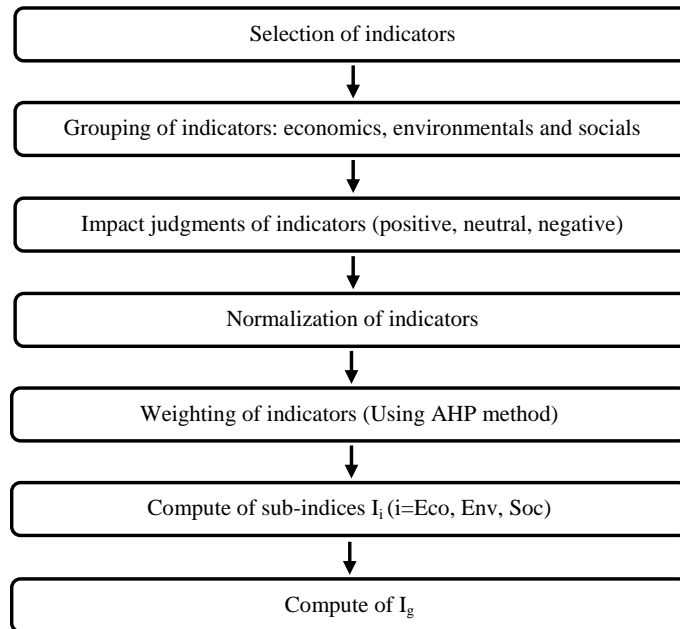 Selection of indicators
Grouping of indicators: economics, environmentals and socials
Impact judgments of indicators (positive, neutral, negative)
Normalization of indicators
Weighting of indicators (Using AHP method)
Compute of sub-indices Ii (i=Eco, Env, Soc)
Compute of Ig